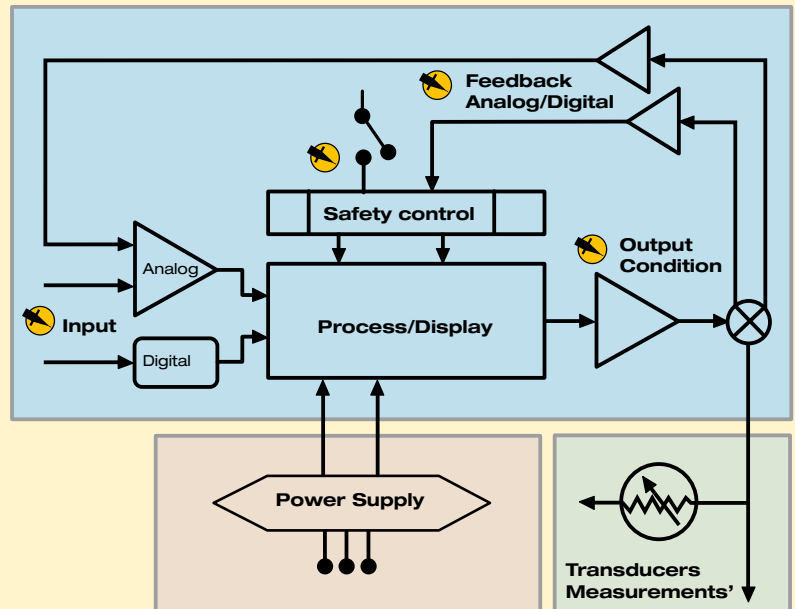 Feedback
Analog/Digital
Safety control
Analog
Output
Condition
Input
Process/Display
Digital
Power Supply
Transducers
Measurements'